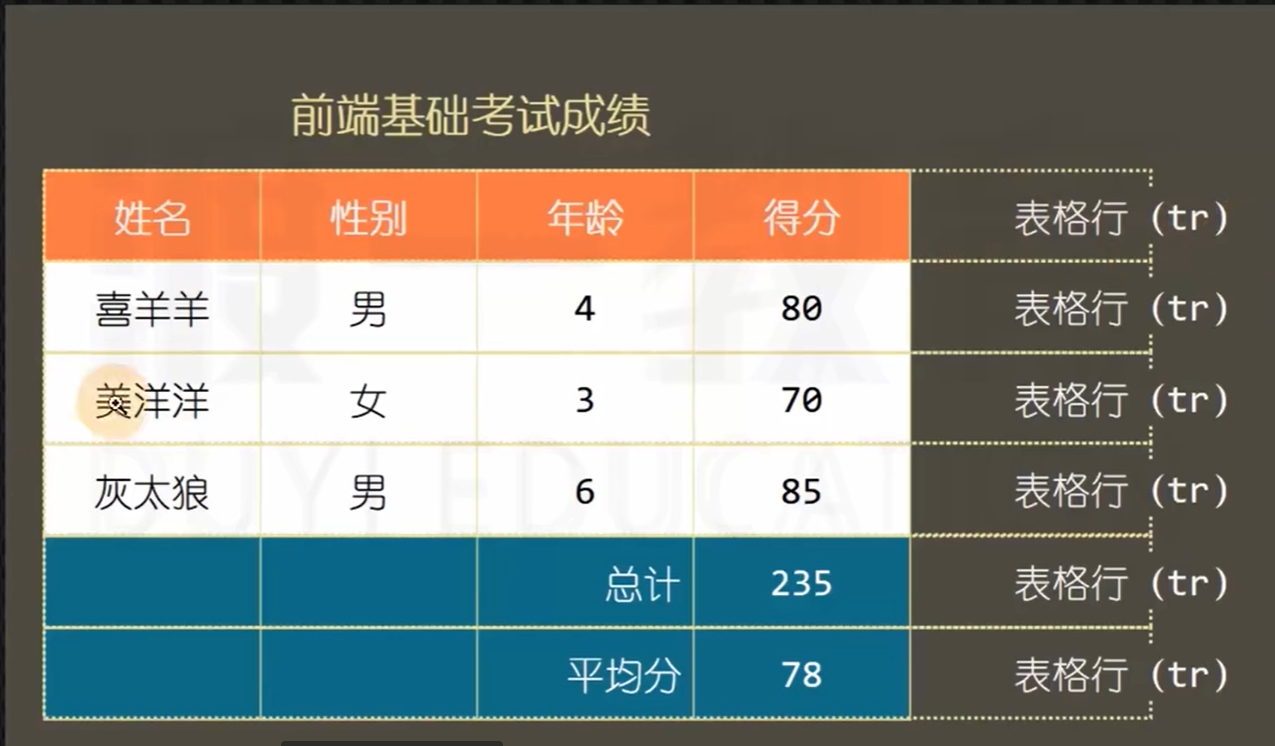 前端基础考试成绩
姓名 性别 年龄 得分 表格行 (tr)
喜羊羊 男 4 80 表格行 (tr)
美洋洋 女 3 70 表格行 (tr)
灰太狼 男 6 85 表格行 (tr)
总计 235 表格行 (tr)
平均分 78 表格行 (tr)
DUYI EDUCAT